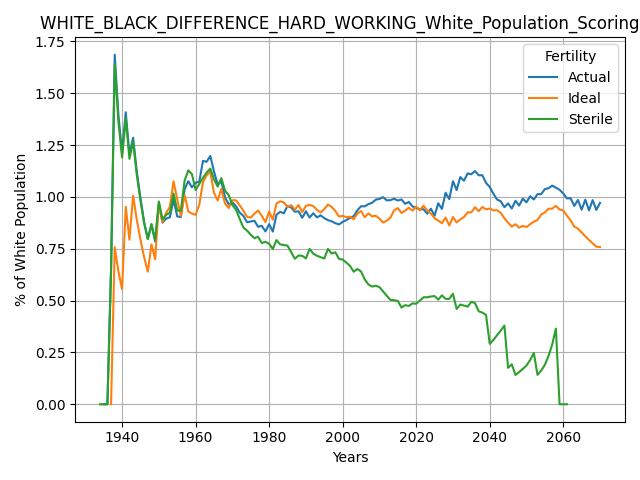 WHITE_BLACK_DIFFERENCE_HARD_WORKING_White_Population_Scoring
1.75
1.50
1.25
1.00
0.75
0.50
0.25
0.00
% of White Population
Fertility
Actual
Ideal
Sterile
1940
1960
1980
2000
2020
2040
2060
Years